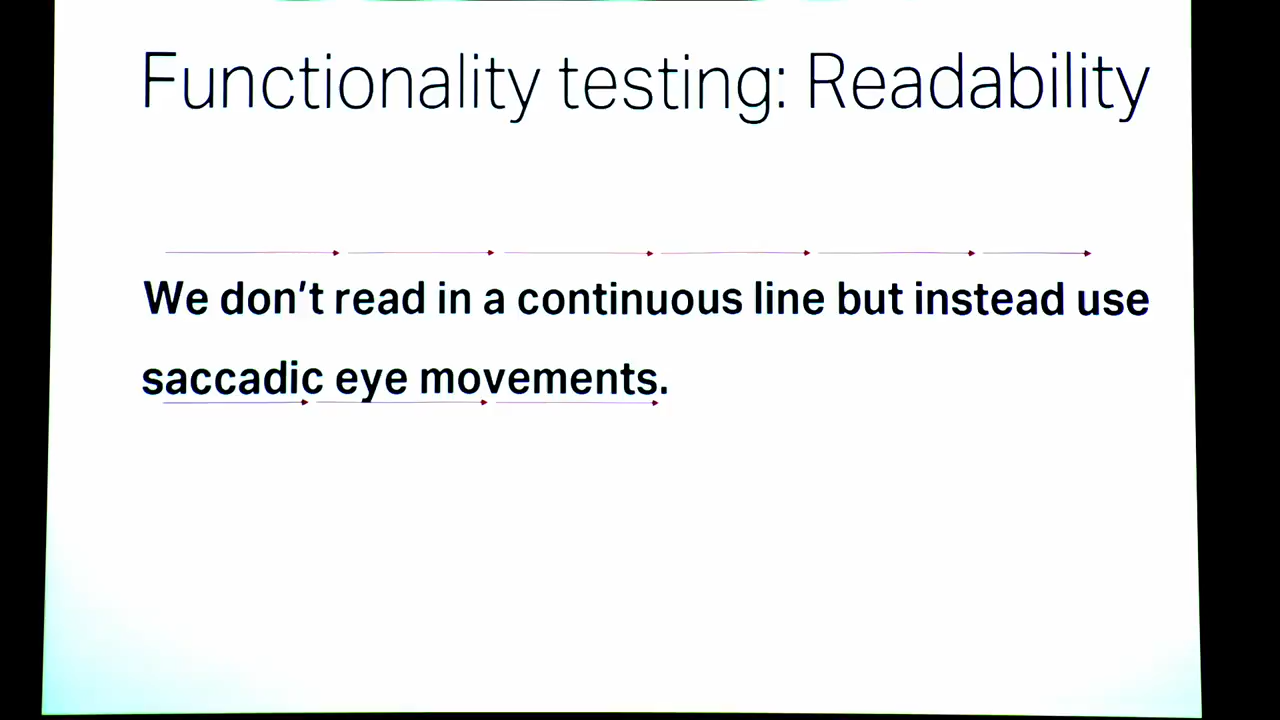 Functionality testing: Readability
We don't read in a continuous line but instead use
saccadic eye movements.